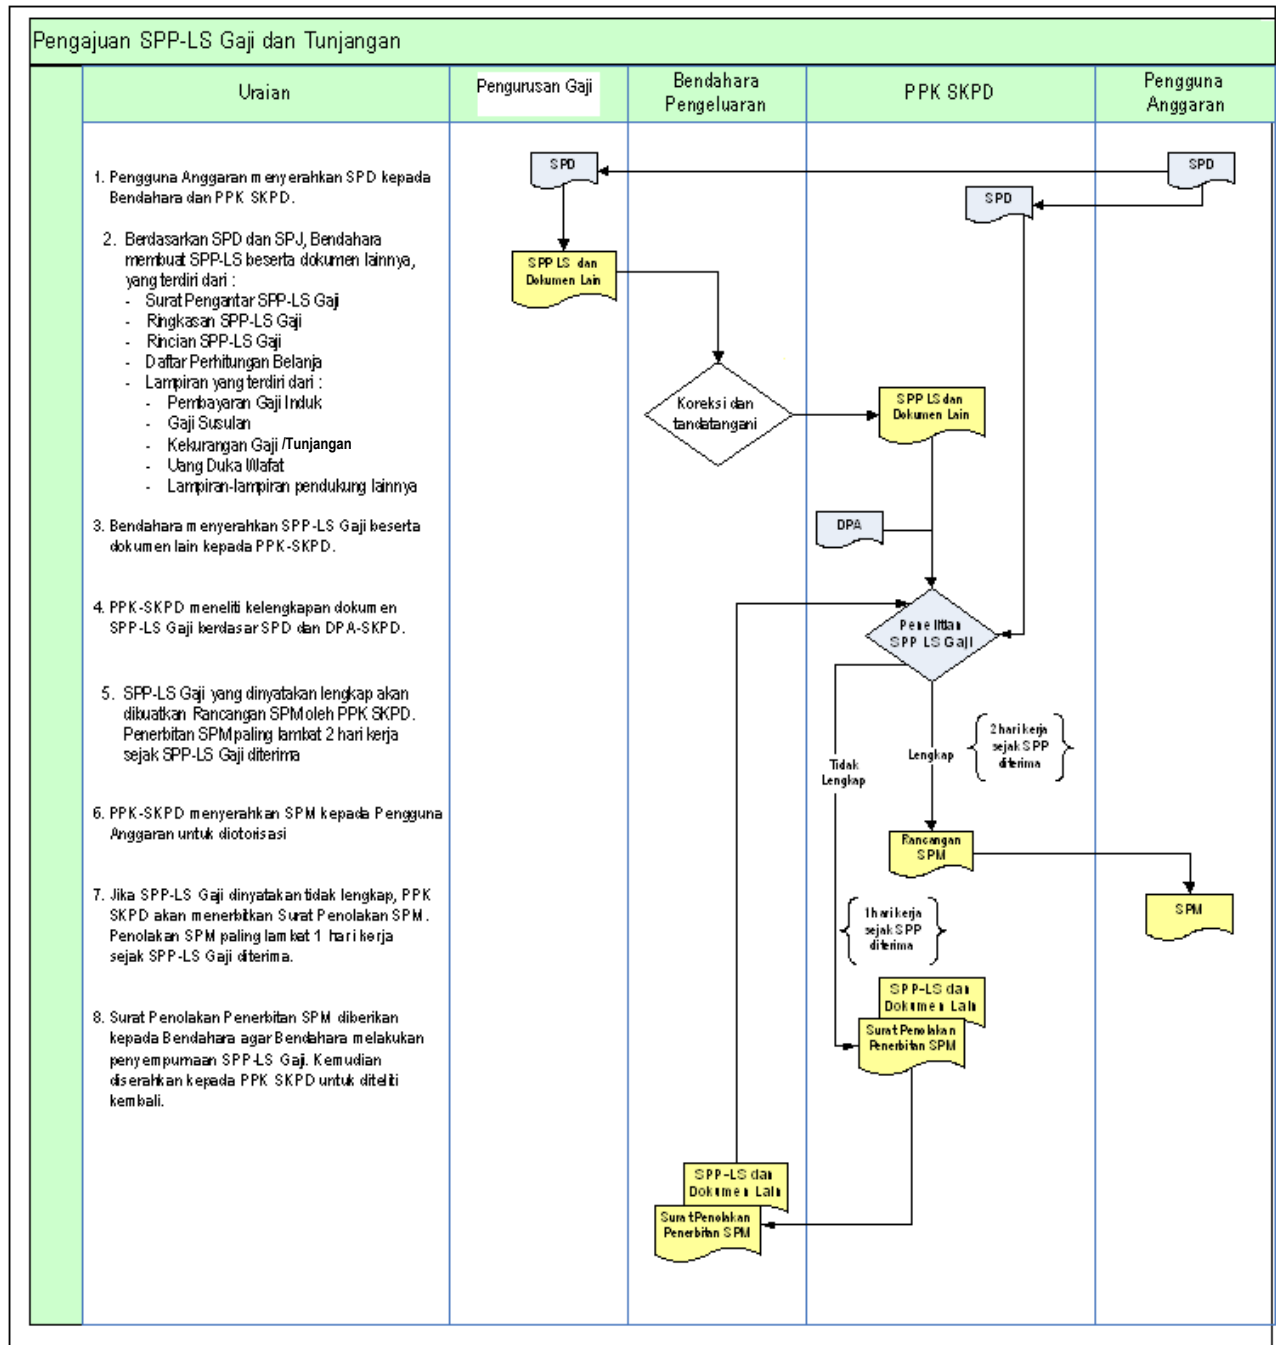 Pengajuan SPP-LS Gaji dan Tunjangan
Uraian
Pengurusan Gaji
Bendahara
Pengeluaran
PPK SKPD
Pengguna
Anggaran
1. Pengguna Anggaran menyerahkan SPD kepada
Bendahara dan PPK SKPD.
2. Berdasarkan SPD dan SPJ, Bendahara
membuat SPP-LS beserta dokumen lainnya,
yang terdiri dari :
- Surat Pengantar SPP-LS Gaji
- Ringkasan SPP-LS Gaji
- Rincian SPP-LS Gaji
- Daftar Perhitungan Belanja
- Lampiran yang terdiri dari :
- Pembayaran Gaji Induk
- Gaji Susulan
- Kekurangan Gaji /Tunjangan
- Uang Duka Wafat
- Lampiran-lampiran pendukung lainnya
3. Bendahara menyerahkan SPP-LS Gaji beserta
dokumen lain kepada PPK-SKPD.
4. PPK-SKPD meneliti kelengkapan dokumen
SPP-LS Gaji berdasar SPD dan DPA-SKPD.
5. SPP-LS Gaji yang dinyatakan lengkap akan
dibuatkan Rancangan SPM oleh PPK SKPD.
Penerbitan SPM paling lambat 2 hari kerja
sejak SPP-LS Gaji diterima
6. PPK-SKPD menyerahkan SPM kepada Pengguna
Anggaran untuk diotorisasi
7. Jika SPP-LS Gaji dinyatakan tidak lengkap, PPK
SKPD akan menerbitkan Surat Penolakan SPM.
Penolakan SPM paling lambat 1 hari kerja
sejak SPP-LS Gaji diterima.
8. Surat Penolakan Penerbitan SPM diberikan
kepada Bendahara agar Bendahara melakukan
penyempurnaan SPP-LS Gaji. Kemudian
diserahkan kepada PPK SKPD untuk diteliti
kembali.
SPD
SPD
SPD
SPP LS dan
Dokumen Lain
Koreksi dan
tandatangani
SPP LS dan
Dokumen Lain
DPA
Penelitian
SPP LS Gaji
Tidak
Lengkap
Lengkap
2 hari kerja
sejak SPP
diterima
Rancangan
SPM
SPM
1 hari kerja
sejak SPP
diterima
SPP-LS dan
Dokumen Lain
Surat Penolakan
Penerbitan SPM
SPP-LS dan
Dokumen Lain
Surat Penolakan
Penerbitan SPM